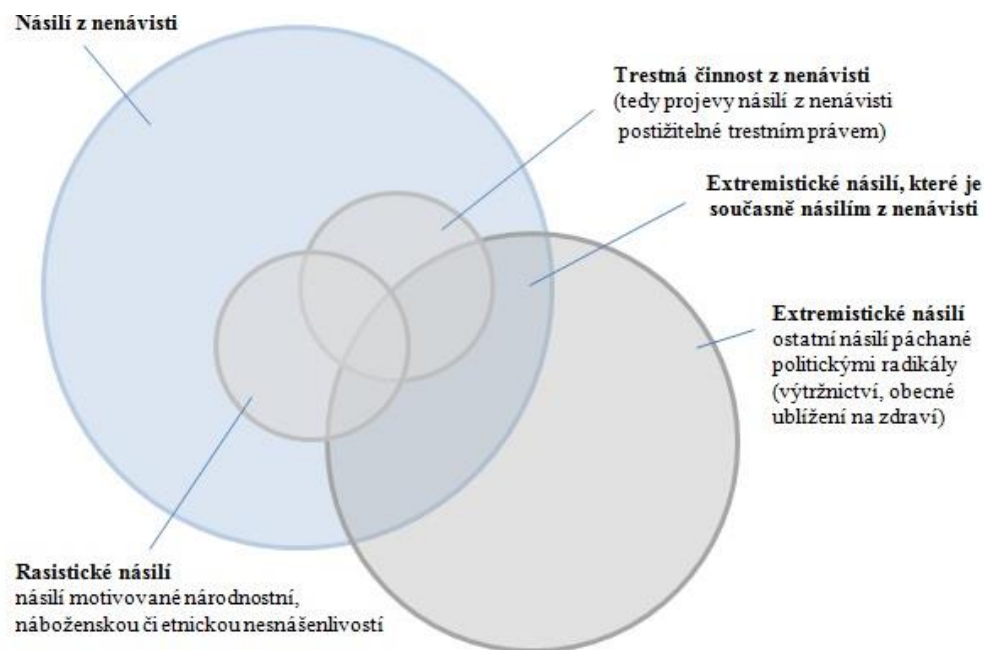 Násilí z nenávisti
Trestná činnost z nenávisti
(tedy projevy násilí z nenávisti
postižitelné trestním právem)
Extremistické násilí, které je
současně násilím z nenávisti
Extremistické násilí
ostatní násilí páchané
politickými radikály
(výtržnictví, obecné
ublížení na zdraví)
Rasistické násilí
násilí motivované národnostní,
náboženskou či etnickou nesnášenlivostí